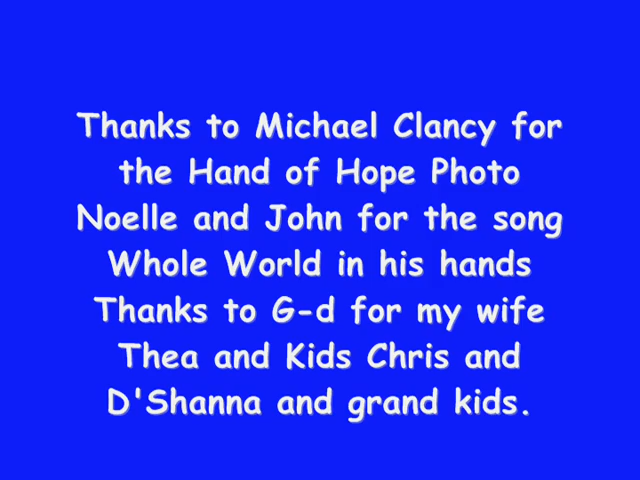 Thanks to Michael Clancy for
the Hand of Hope Photo
Noelle and John for the song
Whole World in his hands
Thanks to G-d for my wife
Thea and Kids Chris and
D'Shanna and grand kids.